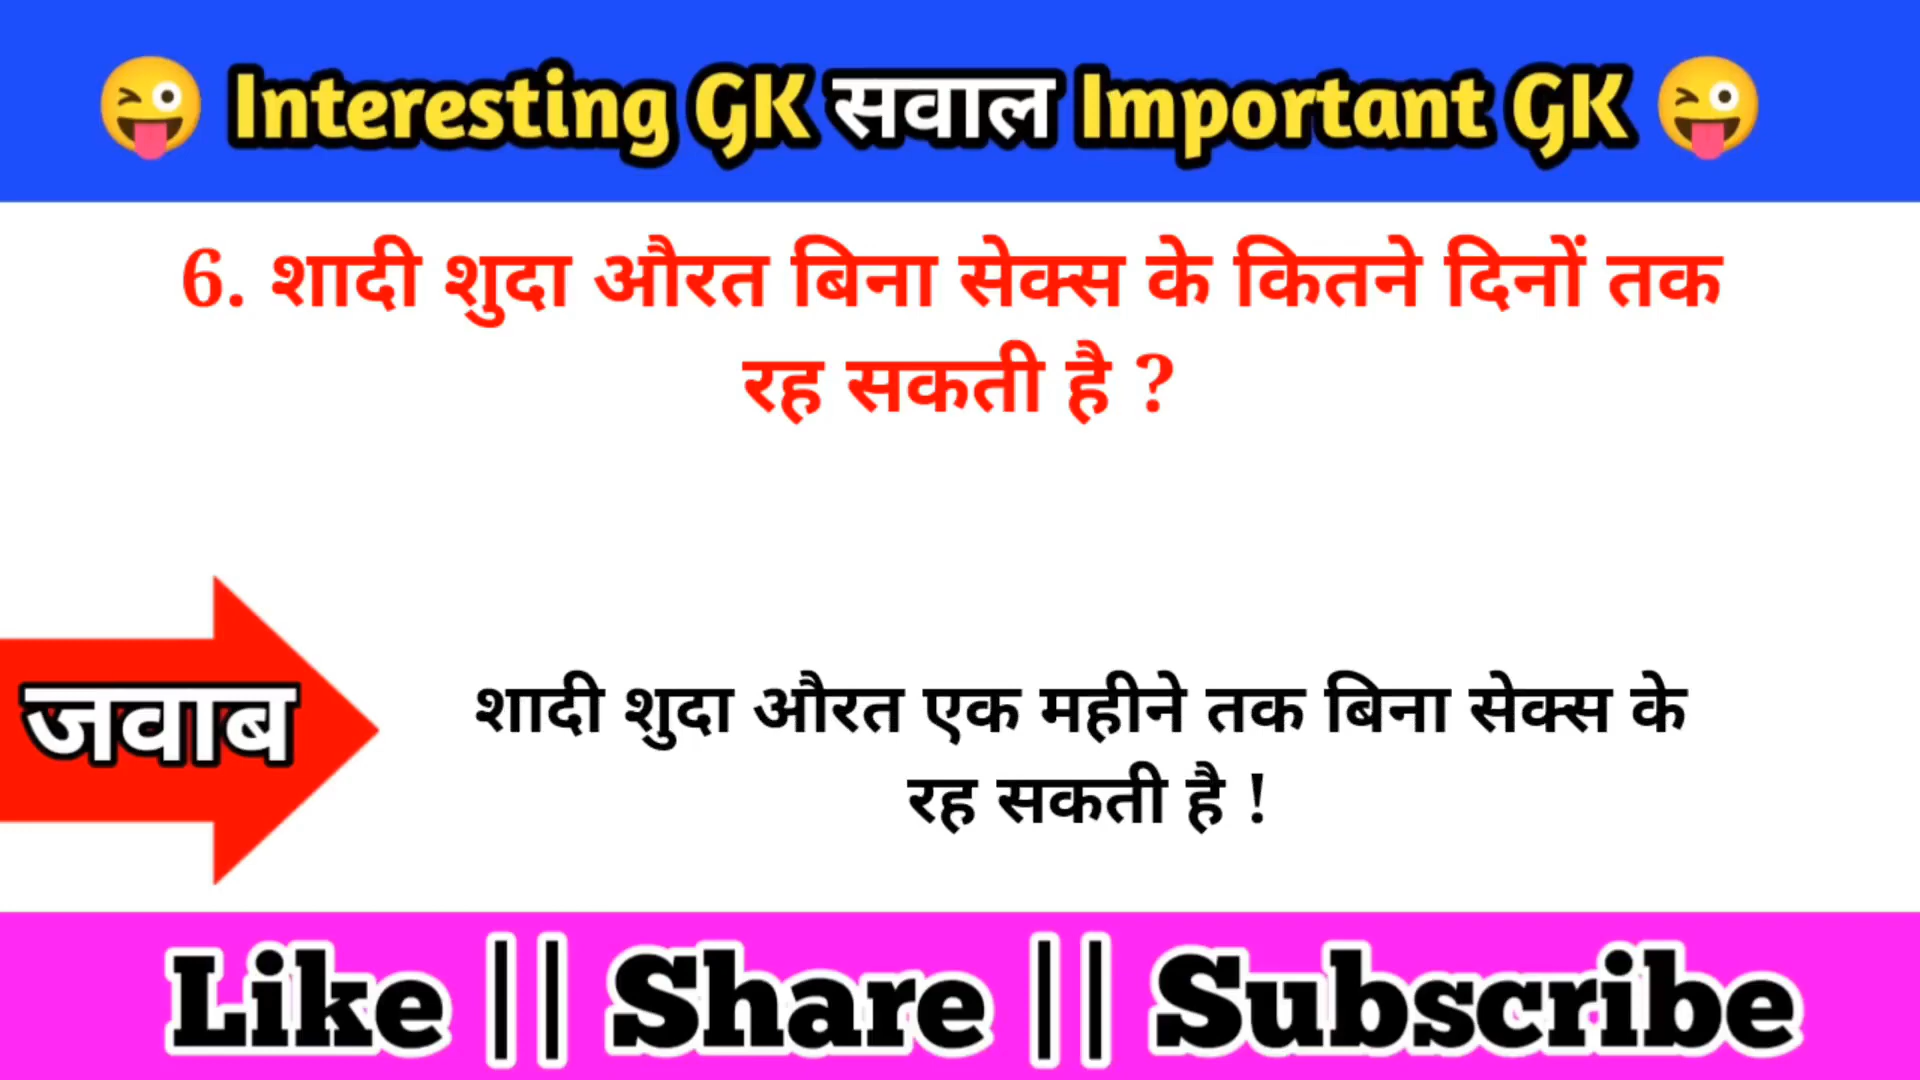 😜 Interesting GK सवाल Important GK 😜
6. शादी शुदा औरत बिना सेक्स के कितने दिनों तक
रह सकती है ?
जवाब
शादी शुदा औरत एक महीने तक बिना सेक्स के
रह सकती है !
Like || Share || Subscribe